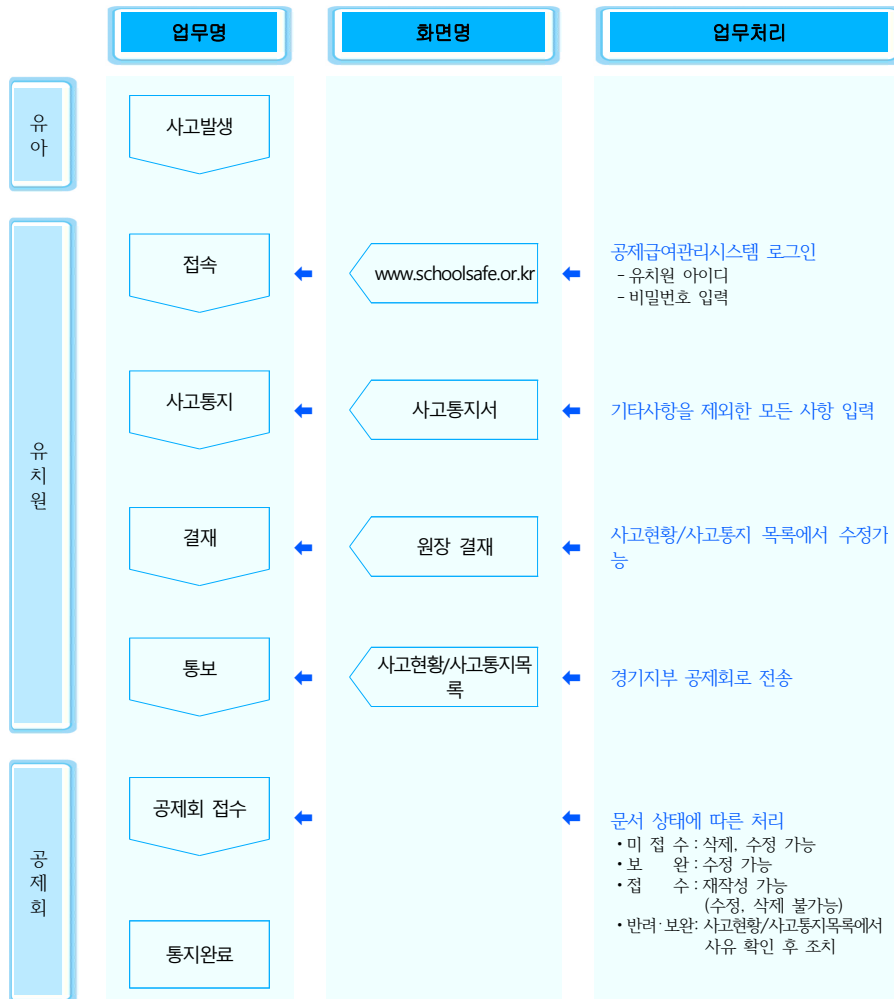 업무명
화면명
업무처리
유
아
사고발생
유
치
원
접속
www.schoolsafe.or.kr
공제급여관리시스템 로그인
- 유치원 아이디
- 비밀번호 입력
사고통지
사고통지서
기타사항을 제외한 모든 사항 입력
결재
원장 결재
사고현황/사고통지 목록에서 수정가
능
통보
사고현황/사고통지목
록
경기지부 공제회로 전송
공
제
회
공제회 접수
문서 상태에 따른 처리
• 미 접 수 : 삭제, 수정 가능
• 보 완 : 수정 가능
• 접 수 : 재작성 가능
(수정, 삭제 불가능)
• 반려·보완: 사고현황/사고통지목록에서
사유 확인 후 조치
통지완료